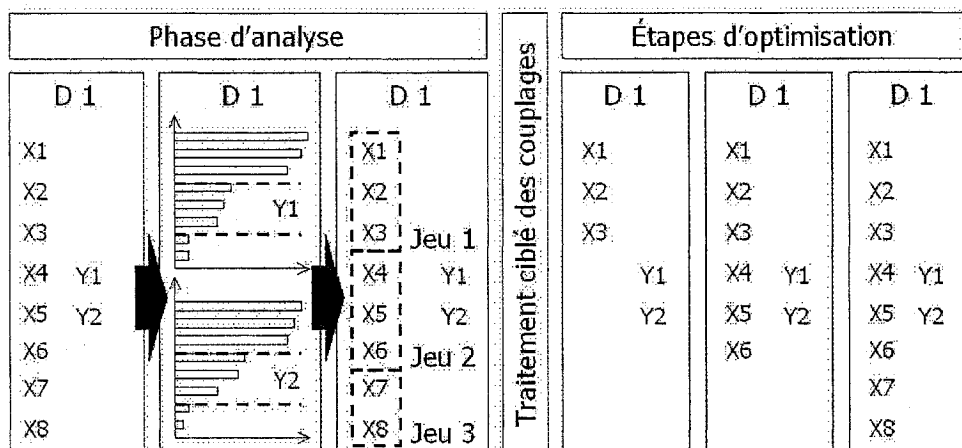 Phase d'analyse
D 1
X1
X2
X3
X4 Y1
X5 Y2
X6
X7
X8
D 1
Y1
Y2
D 1
X1
X2
X3 Jeu 1
X4 Y1
X5 Y2
X6 Jeu 2
X7
X8 Jeu 3
Traitement ciblé des couplages
Étapes d'optimisation
D 1
X1
X2
X3
Y1
Y2
D 1
X1
X2
X3
X4 Y1
X5 Y2
X6
D 1
X1
X2
X3
X4 Y1
X5 Y2
X6
X7
X8